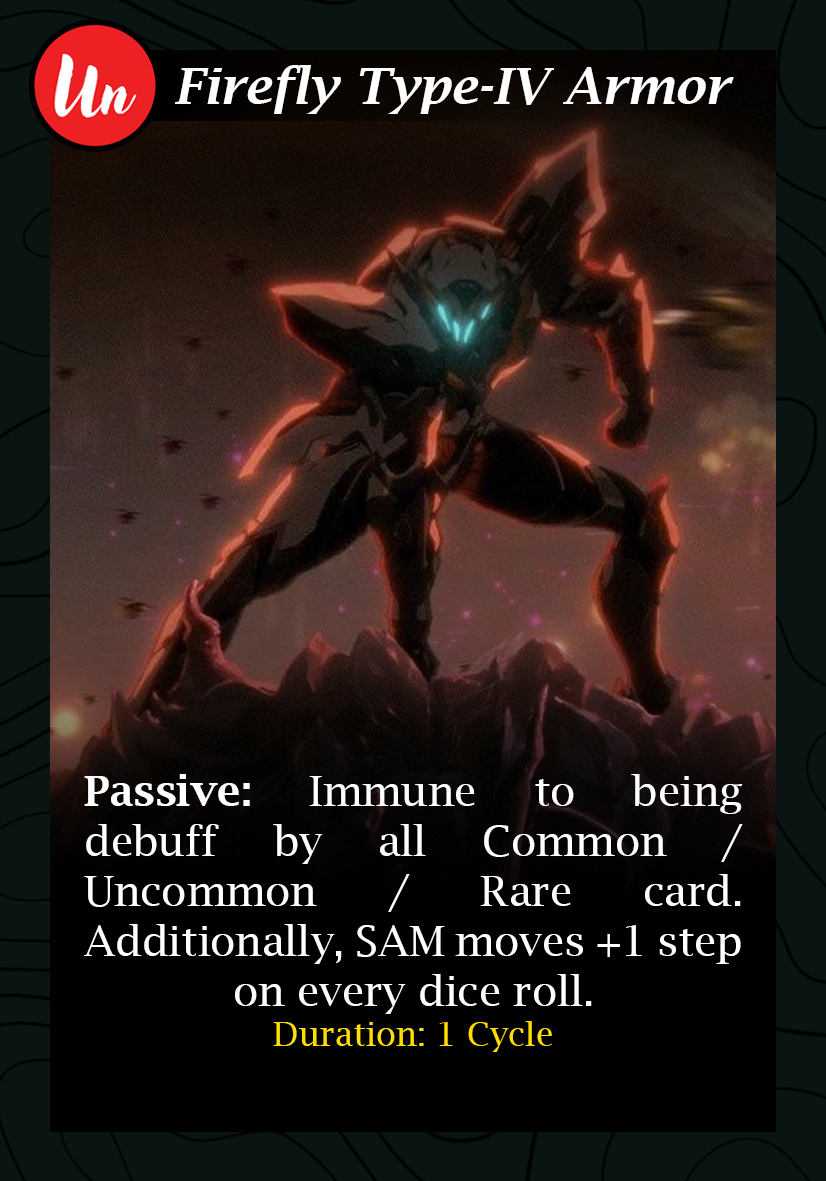 Un
Firefly Type-IV Armor
Passive: Immune to being
debuff by all Common /
Uncommon / Rare card.
Additionally, SAM moves +1 step
on every dice roll.
Duration: 1 Cycle